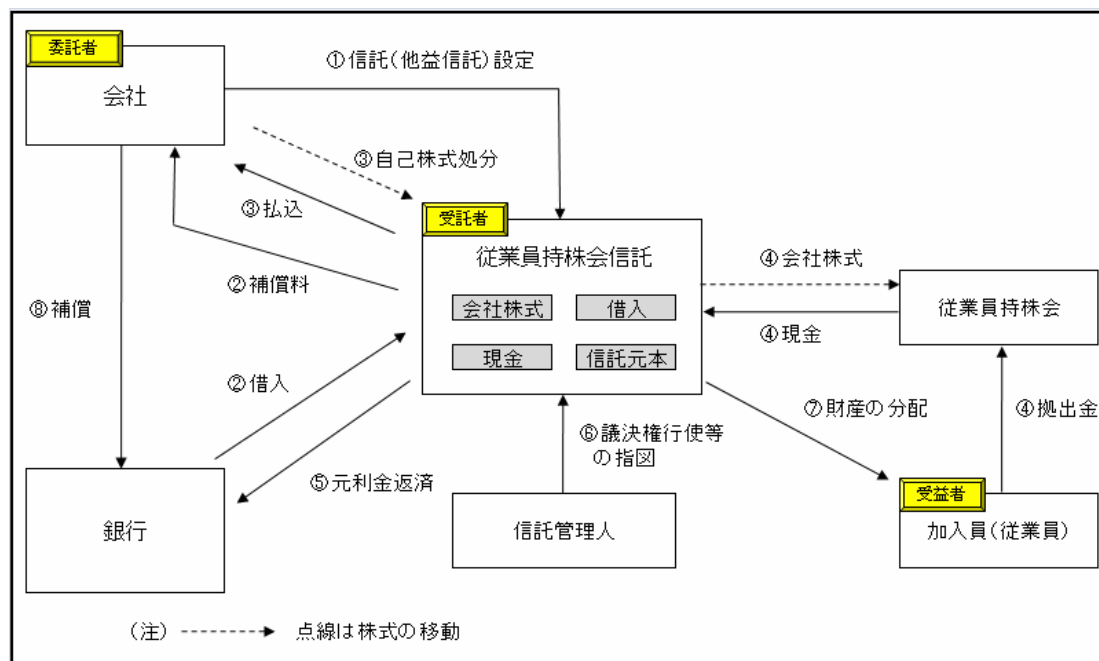 委託者
会社
①信託(他益信託)設定
③自己株式処分
③払込
受託者
従業員持株会信託
②補償料
会社株式
借入
現金
信託元本
④会社株式
④現金
従業員持株会
⑧補償
②借入
⑦財産の分配
④拠出金
⑥議決権行使等
の指図
⑤元利金返済
銀行
信託管理人
受益者
加入員(従業員)
(注)
点線は株式の移動